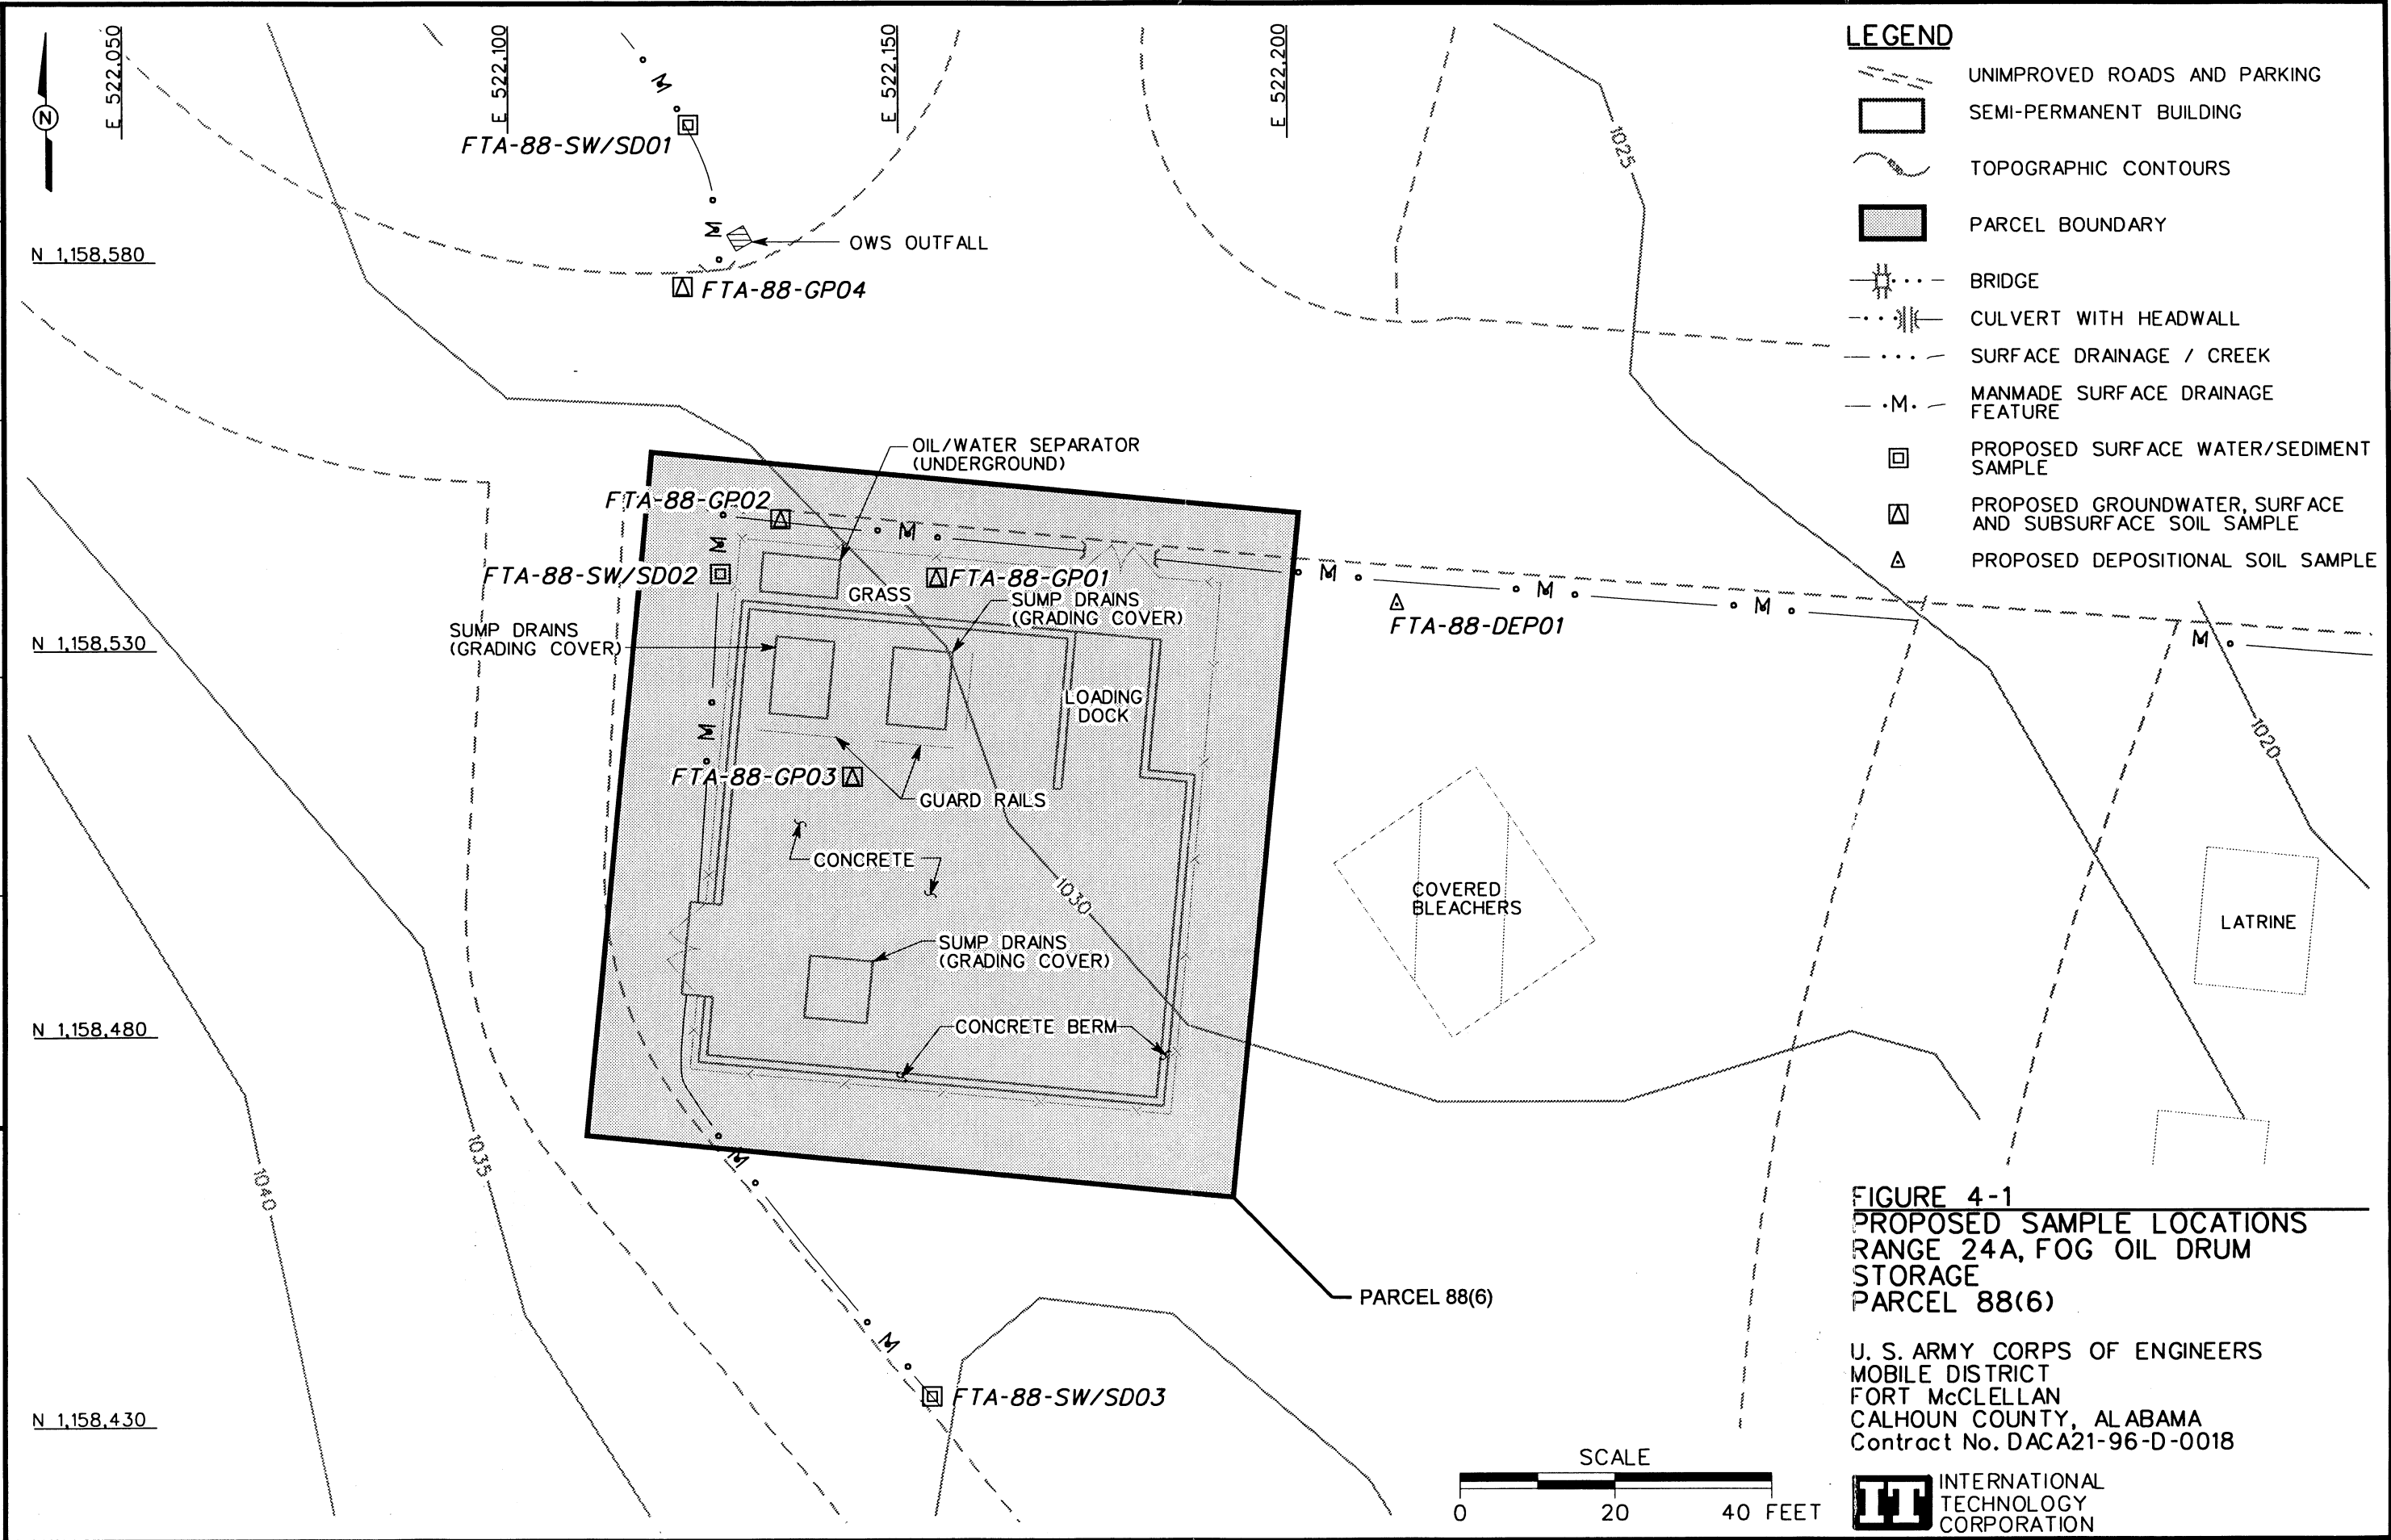 E 522,050
E 522,100
E 522,150
E 522,200
N
N 1,158,580
N 1,158,530
N 1,158,480
N 1,158,430
M
FTA-88-SW/SD01
M
OWS OUTFALL
FTA-88-GP04
1025
OIL/WATER SEPARATOR
(UNDERGROUND)
FTA-88-GP02
M
M
FTA-88-SW/SD02
FTA-88-GP01
GRASS
SUMP DRAINS
(GRADING COVER)
SUMP DRAINS
(GRADING COVER)
M
M
M
FTA-88-DEP01
M
LOADING
DOCK
M
FTA-88-GP03
GUARD RAILS
CONCRETE
1030
COVERED
BLEACHERS
1020
LATRINE
SUMP DRAINS
(GRADING COVER)
CONCRETE BERM
1040
1035
M
PARCEL 88(6)
M
FTA-88-SW/SD03
SCALE
0 20 40 FEET
LEGEND
UNIMPROVED ROADS AND PARKING
SEMI-PERMANENT BUILDING
TOPOGRAPHIC CONTOURS
PARCEL BOUNDARY
BRIDGE
CULVERT WITH HEADWALL
SURFACE DRAINAGE / CREEK
M
MANMADE SURFACE DRAINAGE
FEATURE
PROPOSED SURFACE WATER/SEDIMENT
SAMPLE
PROPOSED GROUNDWATER, SURFACE
AND SUBSURFACE SOIL SAMPLE
PROPOSED DEPOSITIONAL SOIL SAMPLE
FIGURE 4-1
PROPOSED SAMPLE LOCATIONS
RANGE 24A, FOG OIL DRUM
STORAGE
PARCEL 88(6)
U. S. ARMY CORPS OF ENGINEERS
MOBILE DISTRICT
FORT McCLELLAN
CALHOUN COUNTY, ALABAMA
Contract No. DACA21-96-D-0018
IT
INTERNATIONAL
TECHNOLOGY
CORPORATION